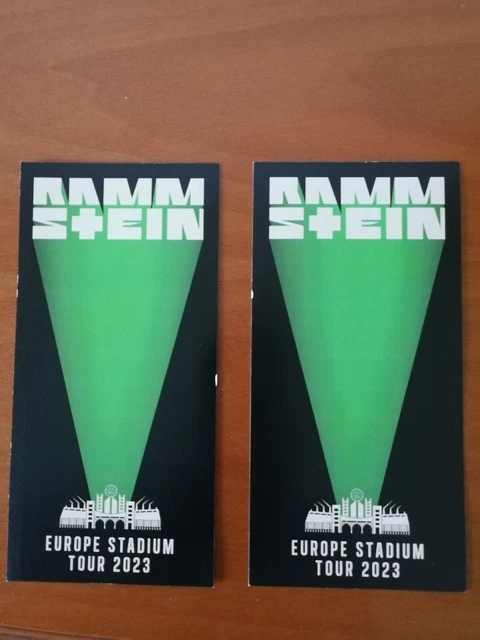 RAMM
STEIN
EUROPE STADIUM
TOUR 2023
RAMM
STEIN
EUROPE STADIUM
TOUR 2023